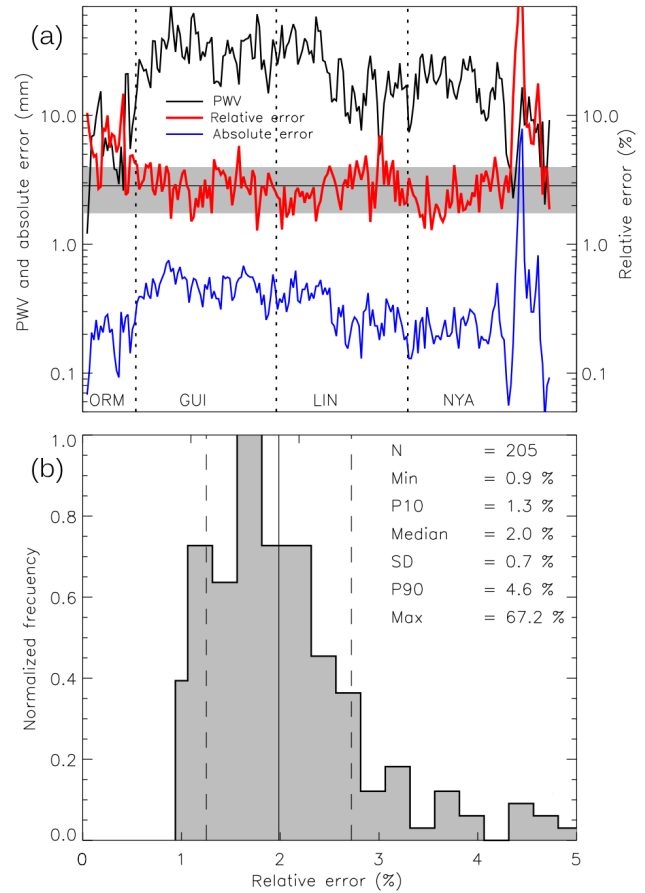 (a)
PWV and absolute error (mm)
10.0
1.0
0.1
PWV
Relative error
Absolute error
10.0
1.0
0.1
Relative error (%)
ORM GUI LIN NYA
(b)
Normalized frecuency
1.0
0.8
0.6
0.4
0.2
0.0
N = 205
Min = 0.9 %
P10 = 1.3 %
Median = 2.0 %
SD = 0.7 %
P90 = 4.6 %
Max = 67.2 %
0 1 2 3 4 5
Relative error (%)